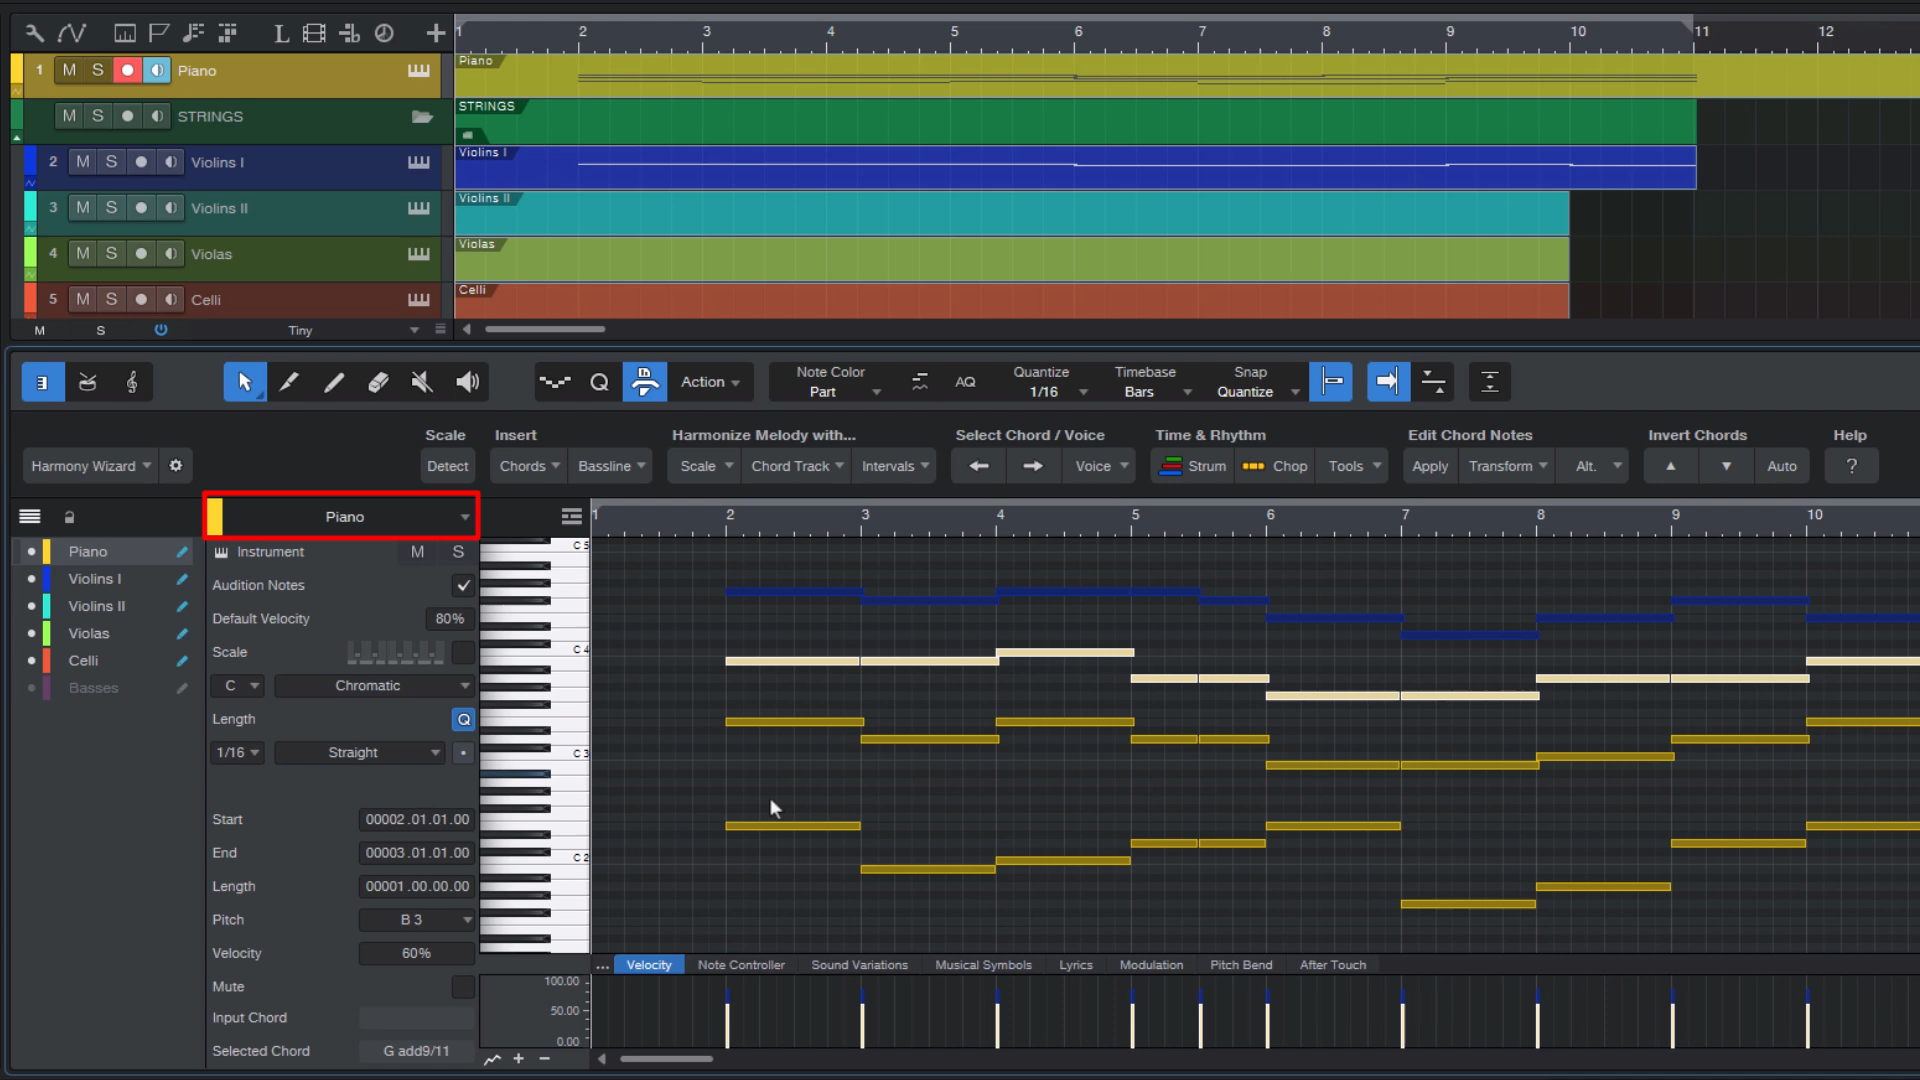 L
1 2 3 4 5 6 7 8 9 10 11 12
1 M S Piano
Piano
M S STRINGS
STRINGS
2 M S Violins I
Violins I
3 M S Violins II
Violins II
4 M S Violas
Violas
5 M S Celli
Celli
M S Tiny
Q Action
Note Color
Part
AQ
Quantize
1/16
Timebase
Bars
Snap
Quantize
Scale Insert Harmonize Melody with... Select Chord / Voice Time & Rhythm Edit Chord Notes Invert Chords Help
Harmony Wizard Detect Chords Bassline Scale Chord Track Intervals Voice Strum Chop Tools Apply Transform Alt. Auto ?
Piano
1 2 3 4 5 6 7 8 9 10
Piano
Violins I
Violins II
Violas
Celli
Basses
Instrument M S
Audition Notes
Default Velocity 80%
Scale
C Chromatic
Length Q
1/16 Straight
Start 00002.01.01.00
End 00003.01.01.00
Length 00001.00.00.00
Pitch B 3
Velocity 60%
Mute
Input Chord
Selected Chord G add9/11
C 5
C 4
C 3
C 2
... Velocity Note Controller Sound Variations Musical Symbols Lyrics Modulation Pitch Bend After Touch
100.00
50.00
0.00